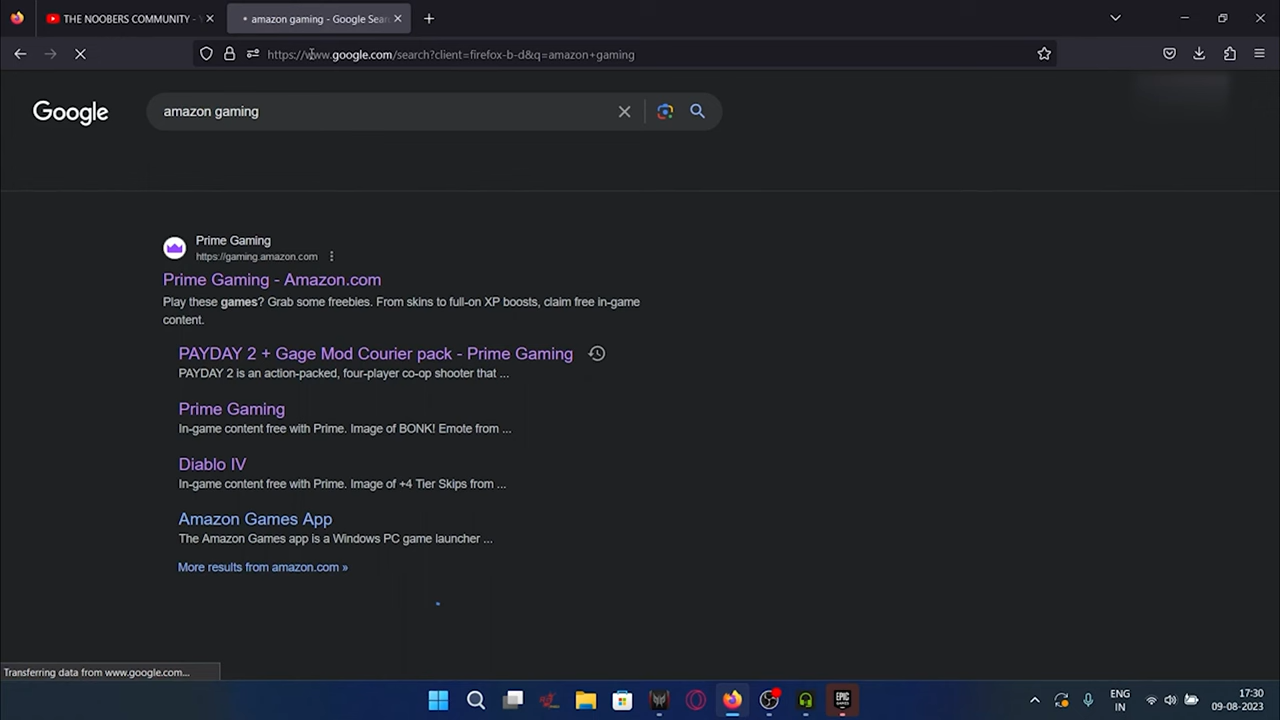 THE NOOBERS COMMUNITY - Y
amazon gaming - Google Sear
https://www.google.com/search?client=firefox-b-d&q=amazon+gaming
Google
amazon gaming
Prime Gaming
https://gaming.amazon.com
Prime Gaming - Amazon.com
Play these games? Grab some freebies. From skins to full-on XP boosts, claim free in-game
content.
PAYDAY 2 + Gage Mod Courier pack - Prime Gaming
PAYDAY 2 is an action-packed, four-player co-op shooter that ...
Prime Gaming
In-game content free with Prime. Image of BONK! Emote from ...
Diablo IV
In-game content free with Prime. Image of +4 Tier Skips from ...
Amazon Games App
The Amazon Games app is a Windows PC game launcher ...
More results from amazon.com »
Transferring data from www.google.com...
EPIC
GAMES
ENG
IN
17:30
09-08-2023